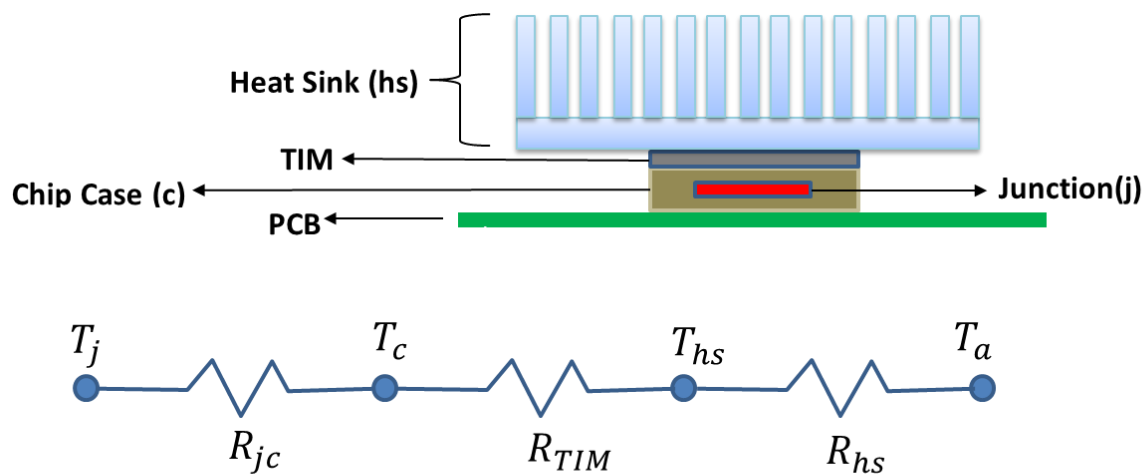 Heat Sink (hs)
TIM
Chip Case (c)
Junction(j)
PCB
T_j
T_c
T_hs
T_a
R_jc
R_TIM
R_hs